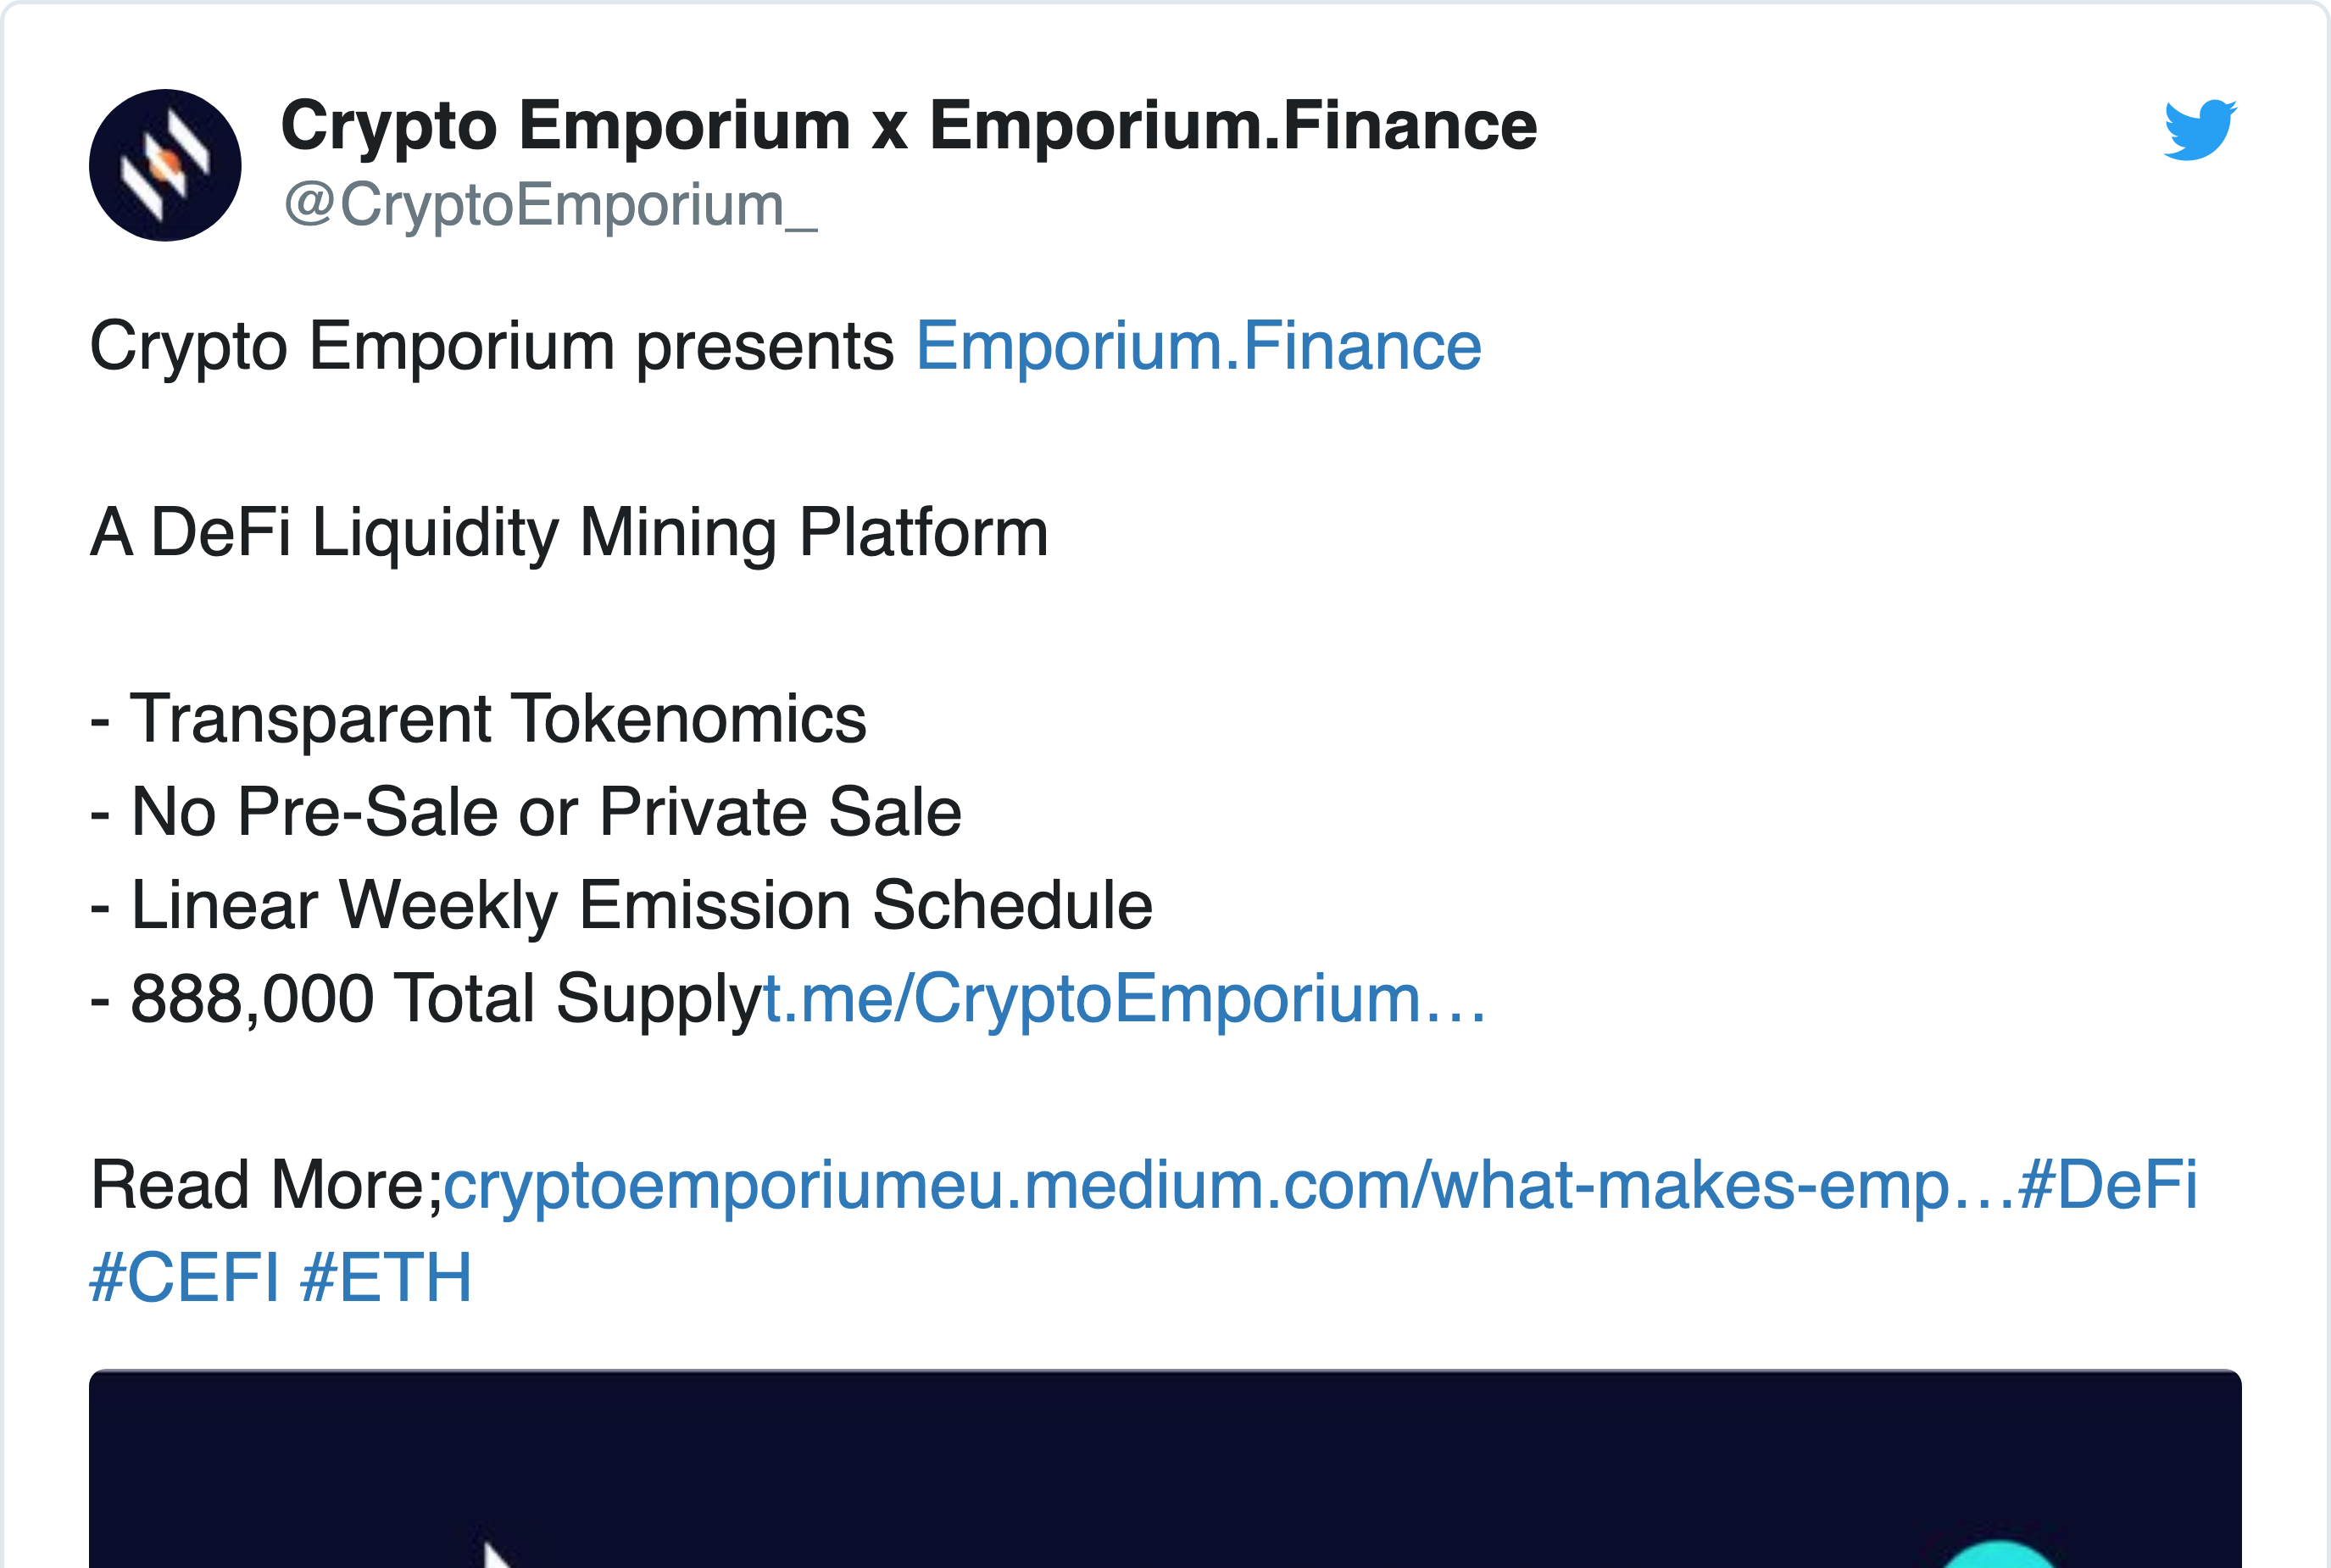 Crypto Emporium x Emporium.Finance
@CryptoEmporium_
Crypto Emporium presents Emporium.Finance
A DeFi Liquidity Mining Platform
- Transparent Tokenomics
- No Pre-Sale or Private Sale
- Linear Weekly Emission Schedule
- 888,000 Total Supplyt.me/CryptoEmporium…
Read More;cryptoemporiumeu.medium.com/what-makes-emp…#DeFi
#CEFI #ETH